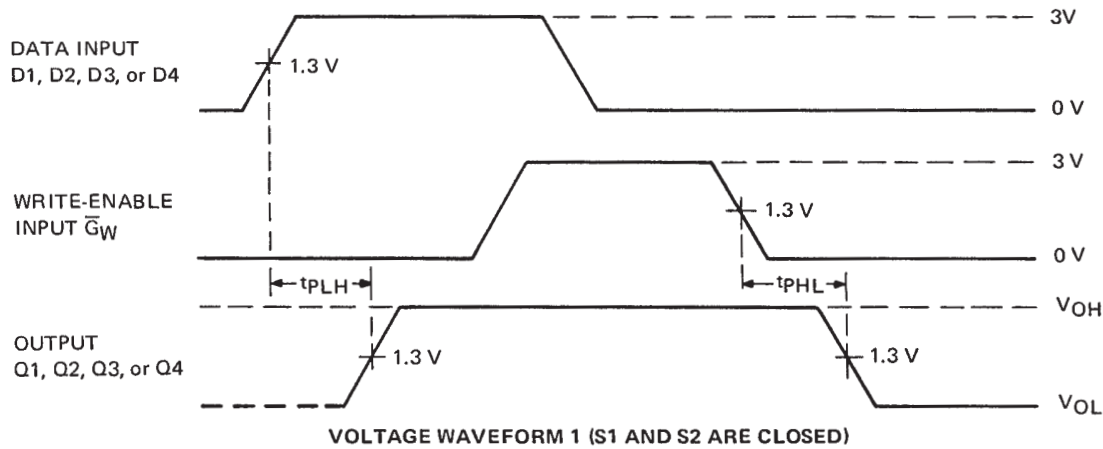 3V
DATA INPUT
D1, D2, D3, or D4
1.3 V
0 V
3 V
WRITE-ENABLE
INPUT G̅W
1.3 V
0 V
tPLH
tPHL
VOH
OUTPUT
Q1, Q2, Q3, or Q4
1.3 V
1.3 V
VOL
VOLTAGE WAVEFORM 1 (S1 AND S2 ARE CLOSED)